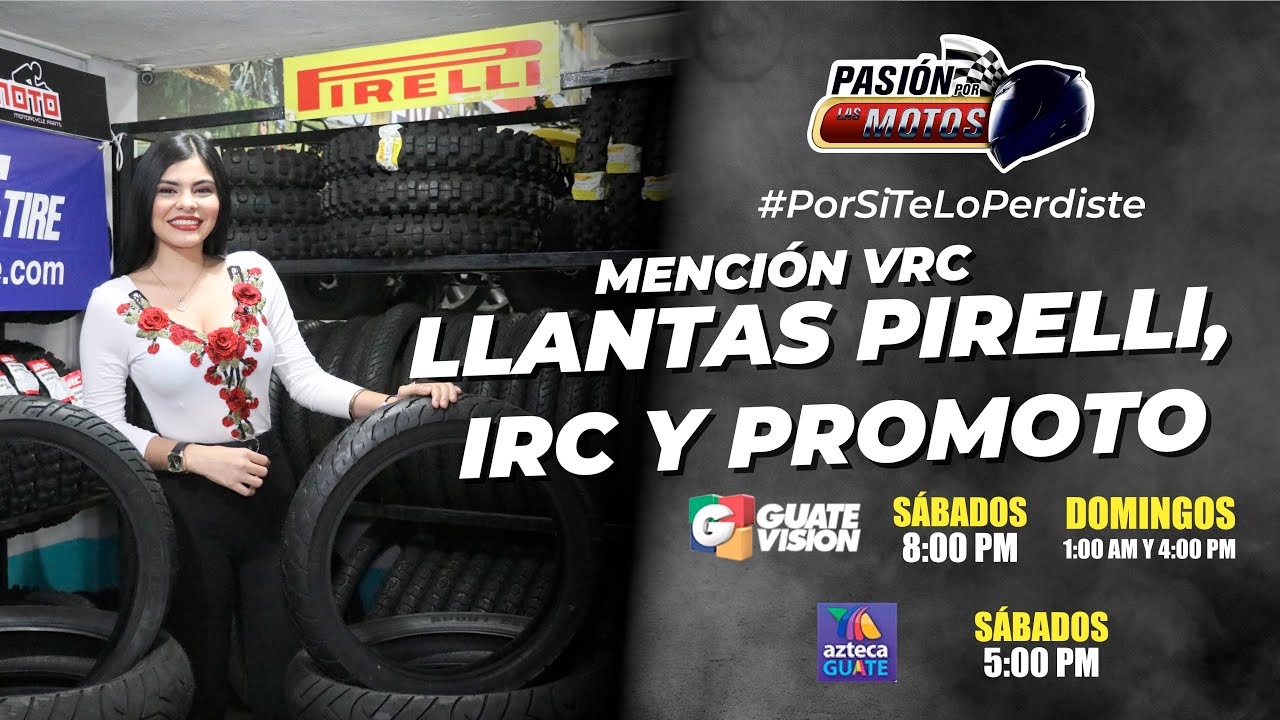 MOTO
MOTORCYCLE PARTS
TIRE
e.com
PIRELLI
IRC
PASIÓN POR
LAS MOTOS
#PorSiTeLoPerdiste
MENCIÓN VRC
LLANTAS PIRELLI,
IRC Y PROMOTO
G GUATE
VISION
SÁBADOS
8:00 PM
DOMINGOS
1:00 AM Y 4:00 PM
azteca
GUATE
SÁBADOS
5:00 PM